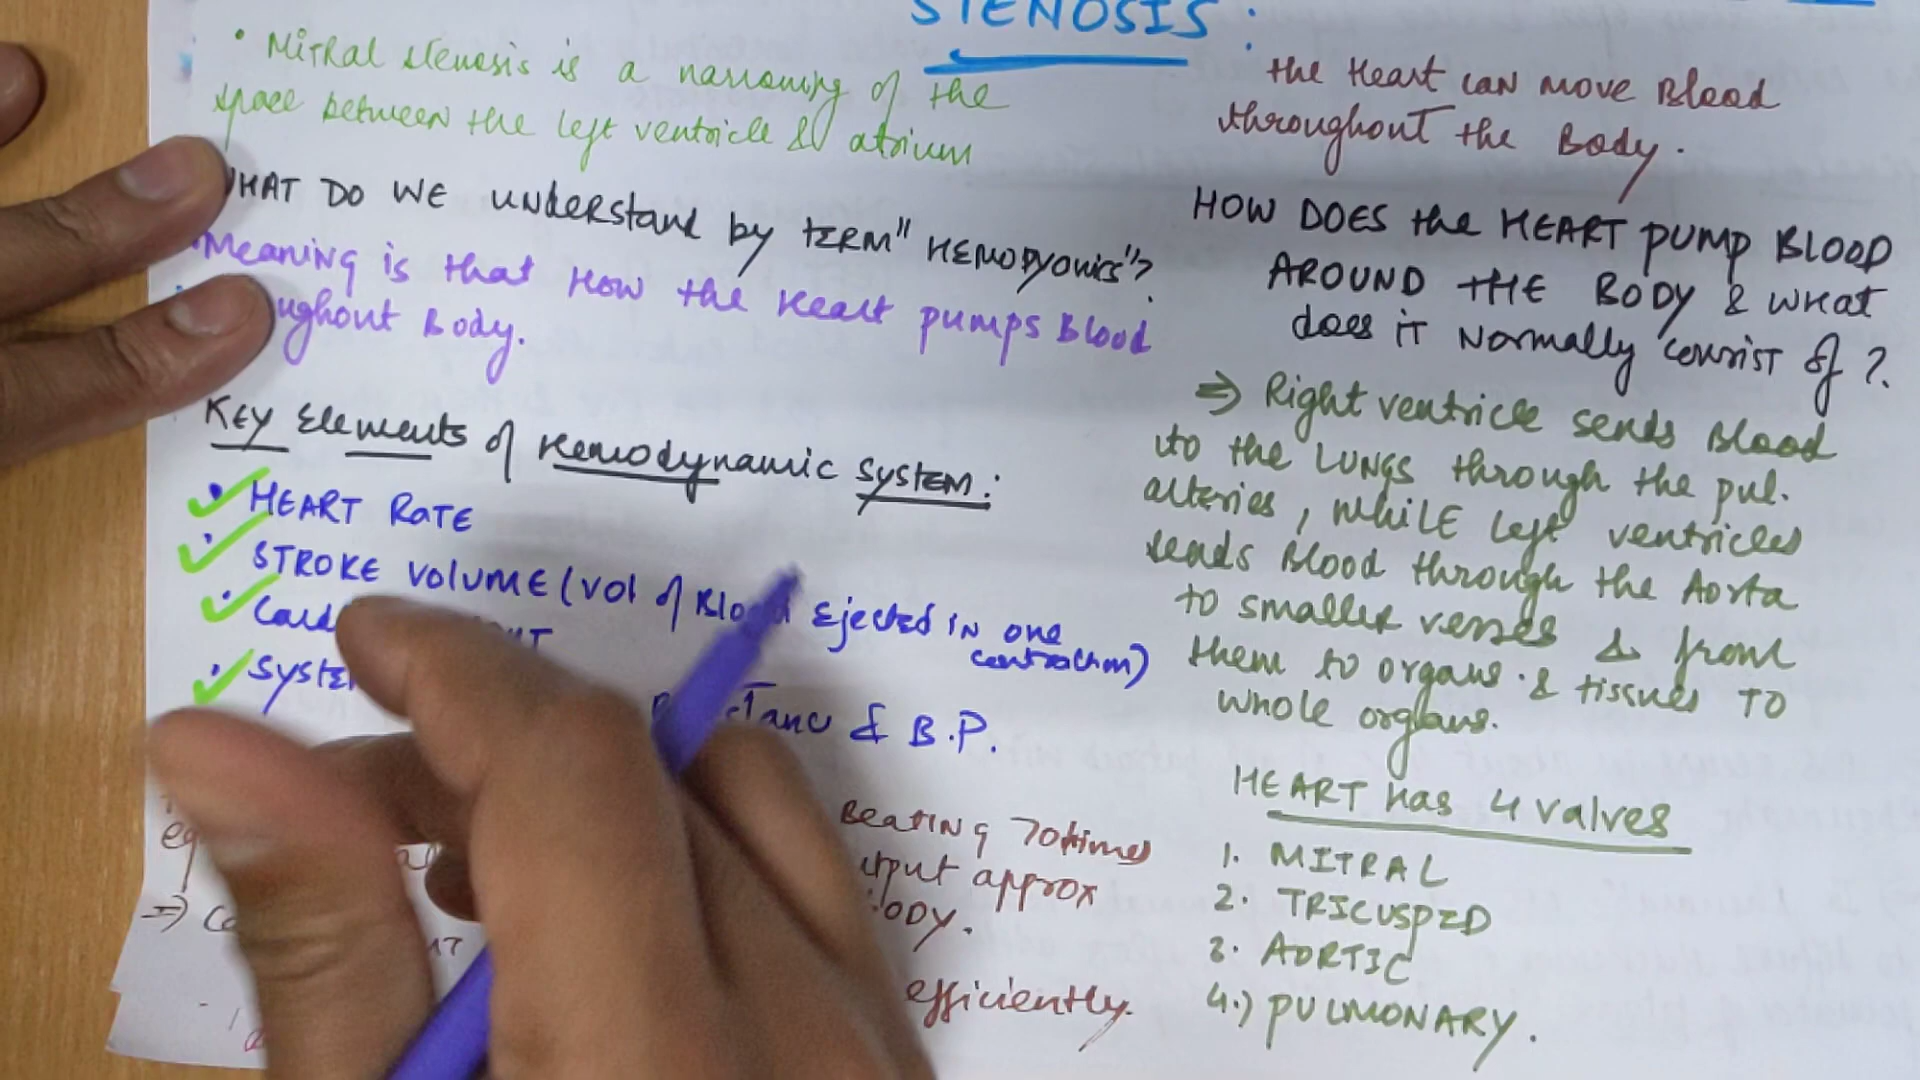 STENOSIS:
• Mitral stenosis is a narrowing of the
space between the left ventricle & atrium
WHAT DO WE understand by term "HEMODYOMICS"?
Meaning is that How the Heart pumps Blood
ughout Body.
Key Elements of Hemodynamic system:
• HEART RATE
• STROKE VOLUME (Vol of Blood Ejected in one
contraction)
• Card
• Syste
& B.P.
Beating 70 times
approx
efficiently.
the Heart can move Blood
throughout the Body.
HOW DOES the HEART PUMP BLOOD
AROUND THE BODY & what
does it Normally consist of?
⇒ Right ventricle sends Blood
to the LUNGS through the pul.
arteries, while left ventricles
sends Blood through the Aorta
to smaller vesses & from
them to organs. & tissues TO
whole organs.
HEART has 4 valves
1. MITRAL
2. TRICUSPID
3. AORTIC
4.) PULMONARY.